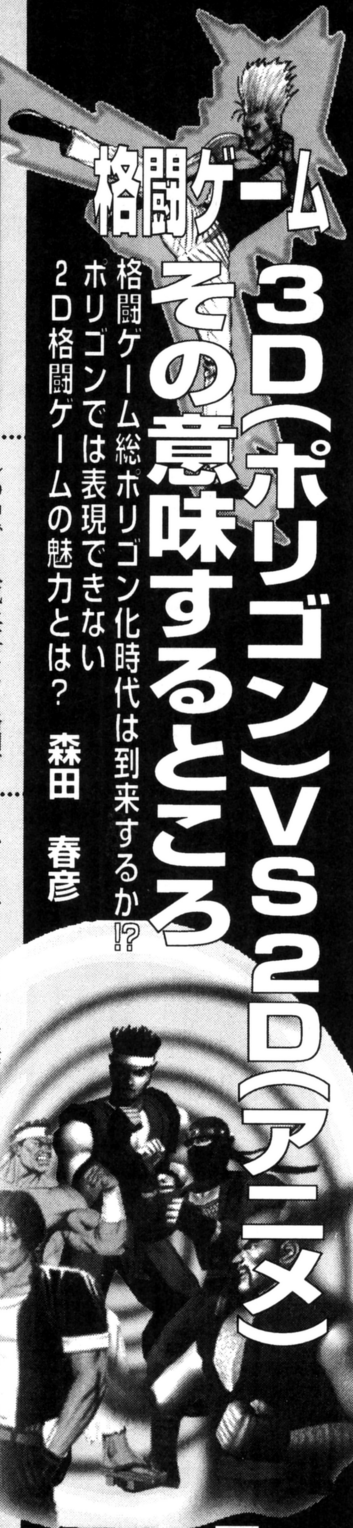 格闘ゲーム
3D(ポリゴン)VS2D(アニメ)
その意味するところ
格闘ゲーム総ポリゴン化時代は到来するか!?
ポリゴンでは表現できない
2D格闘ゲームの魅力とは?
森田 春彦